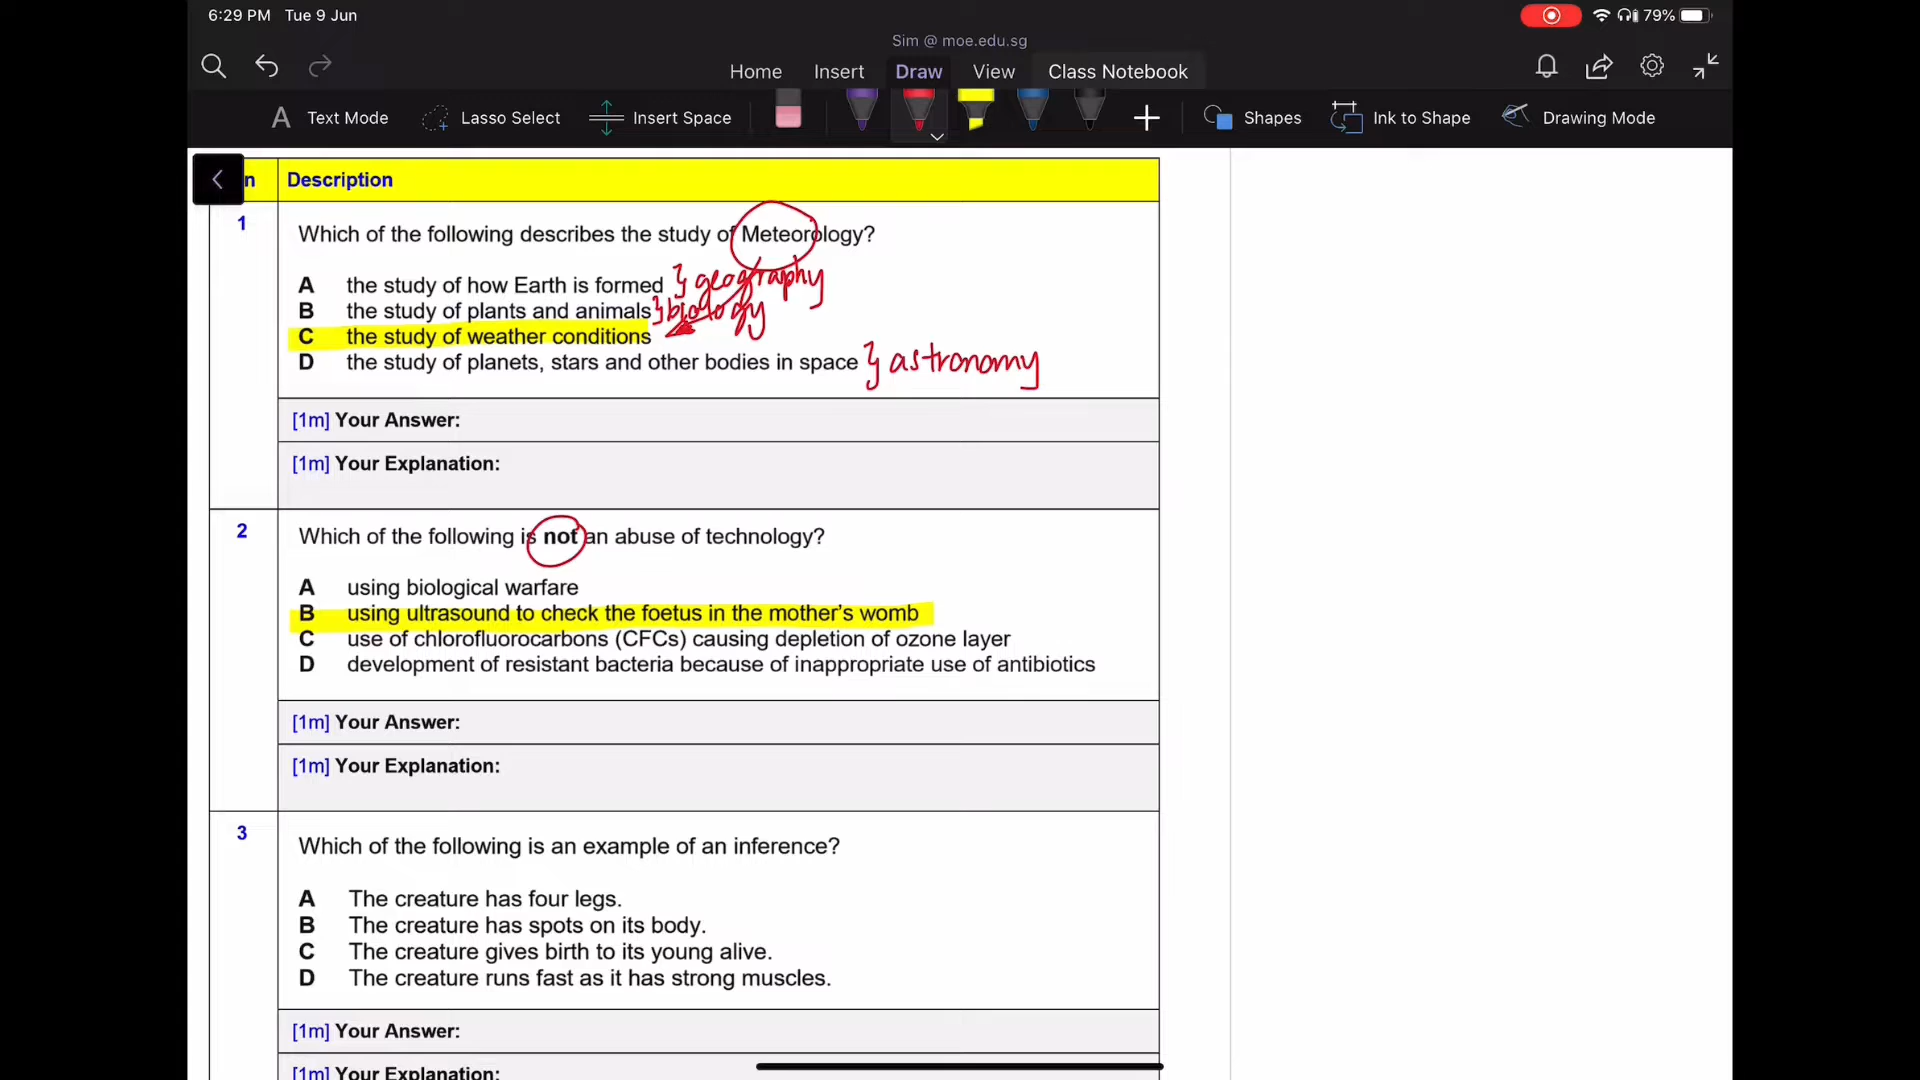 6:29 PM Tue 9 Jun 79%
Sim @ moe.edu.sg
Home Insert Draw View Class Notebook
A Text Mode Lasso Select Insert Space Shapes Ink to Shape Drawing Mode
n Description
1 Which of the following describes the study of Meteorology?
A the study of how Earth is formed } geography
B the study of plants and animals } biology
C the study of weather conditions
D the study of planets, stars and other bodies in space } astronomy
[1m] Your Answer:
[1m] Your Explanation:
2 Which of the following is not an abuse of technology?
A using biological warfare
B using ultrasound to check the foetus in the mother's womb
C use of chlorofluorocarbons (CFCs) causing depletion of ozone layer
D development of resistant bacteria because of inappropriate use of antibiotics
[1m] Your Answer:
[1m] Your Explanation:
3 Which of the following is an example of an inference?
A The creature has four legs.
B The creature has spots on its body.
C The creature gives birth to its young alive.
D The creature runs fast as it has strong muscles.
[1m] Your Answer:
[1m] Your Explanation: